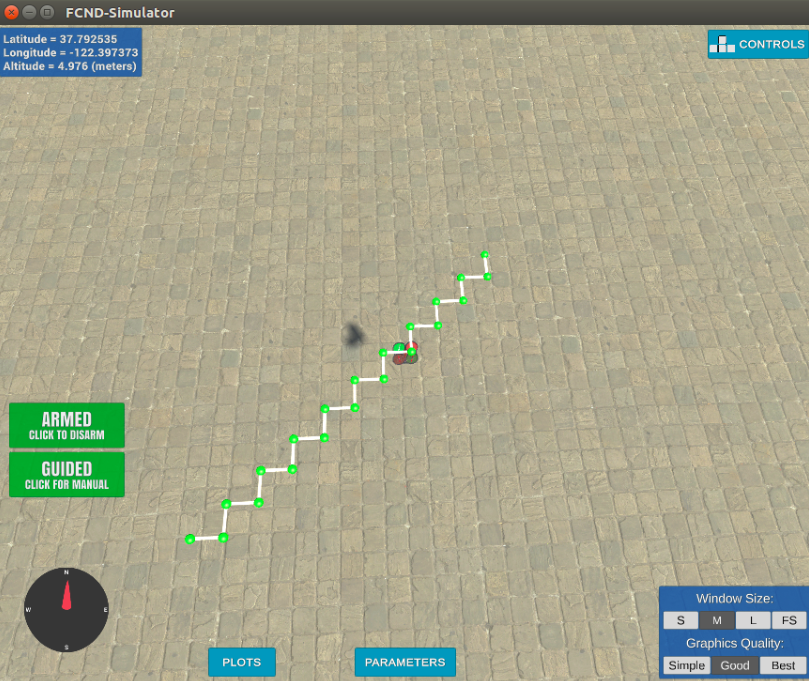 FCND-Simulator
Latitude = 37.792535
Longitude = -122.397373
Altitude = 4.976 (meters)
CONTROLS
ARMED
CLICK TO DISARM
GUIDED
CLICK FOR MANUAL
N
W
E
S
PLOTS
PARAMETERS
Window Size:
S M L FS
Graphics Quality:
Simple Good Best